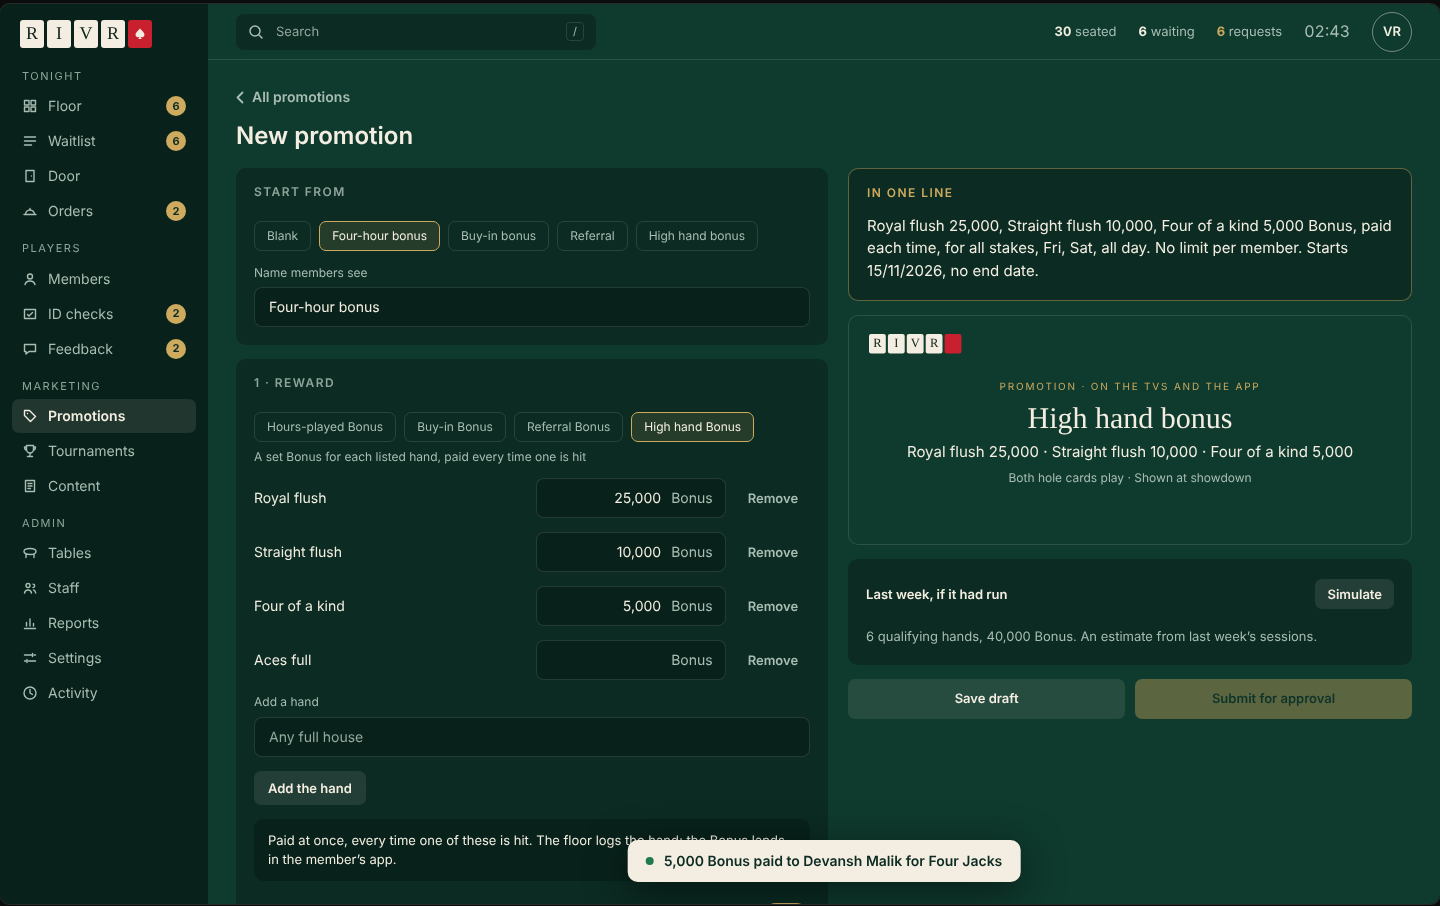 RIVR
TONIGHT
Floor 6
Waitlist 6
Door
Orders 2
PLAYERS
Members
ID checks 2
Feedback 2
MARKETING
Promotions
Tournaments
Content
ADMIN
Tables
Staff
Reports
Settings
Activity
Search /
30 seated 6 waiting 6 requests 02:43 VR
All promotions
New promotion
START FROM
Blank Four-hour bonus Buy-in bonus Referral High hand bonus
Name members see
Four-hour bonus
1 · REWARD
Hours-played Bonus Buy-in Bonus Referral Bonus High hand Bonus
A set Bonus for each listed hand, paid every time one is hit
Royal flush 25,000 Bonus Remove
Straight flush 10,000 Bonus Remove
Four of a kind 5,000 Bonus Remove
Aces full Bonus Remove
Add a hand
Any full house
Add the hand
Paid at once, every time one of these is hit. The floor logs the hand; the Bonus lands
in the member's app.
IN ONE LINE
Royal flush 25,000, Straight flush 10,000, Four of a kind 5,000 Bonus, paid
each time, for all stakes, Fri, Sat, all day. No limit per member. Starts
15/11/2026, no end date.
RIVR
PROMOTION · ON THE TVS AND THE APP
High hand bonus
Royal flush 25,000 · Straight flush 10,000 · Four of a kind 5,000
Both hole cards play · Shown at showdown
Last week, if it had run Simulate
6 qualifying hands, 40,000 Bonus. An estimate from last week's sessions.
Save draft Submit for approval
5,000 Bonus paid to Devansh Malik for Four Jacks